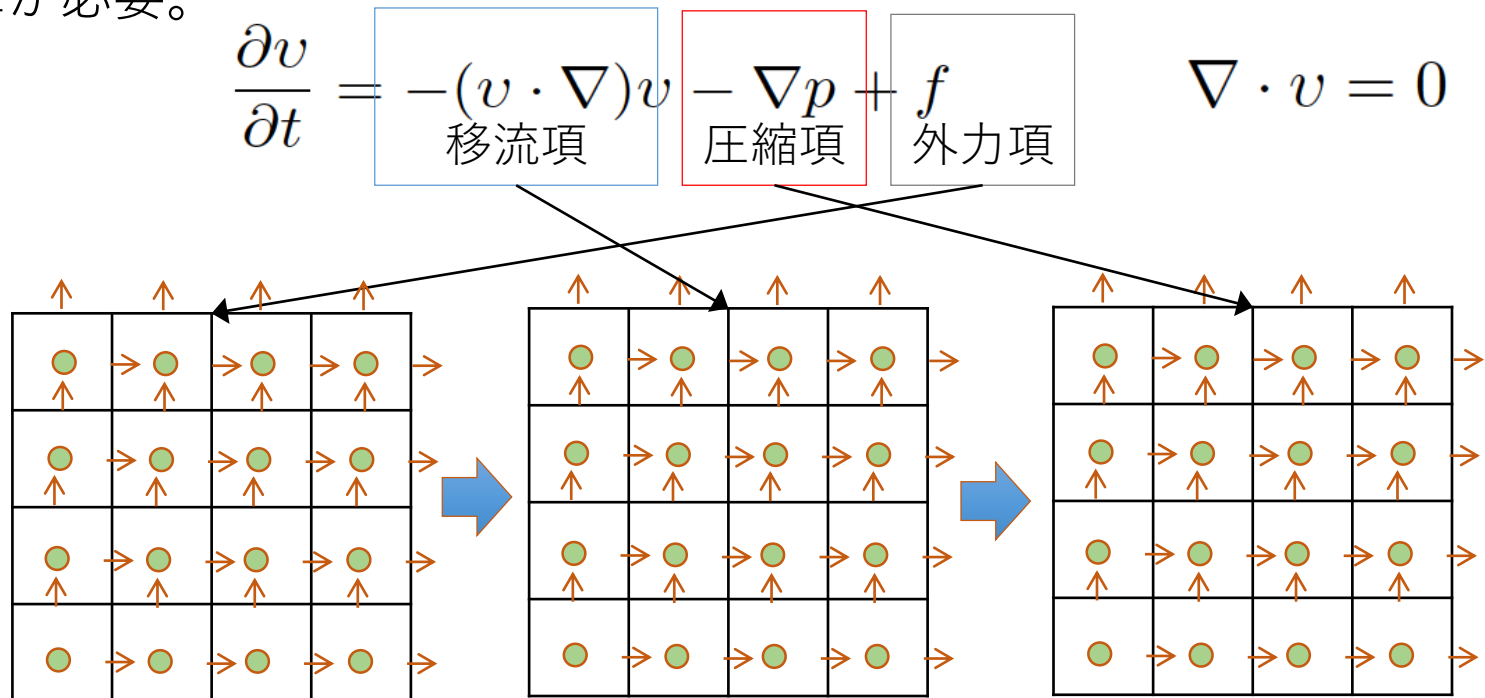 が必要。
∂v/∂t = −(v · ∇)v − ∇p + f ∇ · v = 0
移流項 圧縮項 外力項